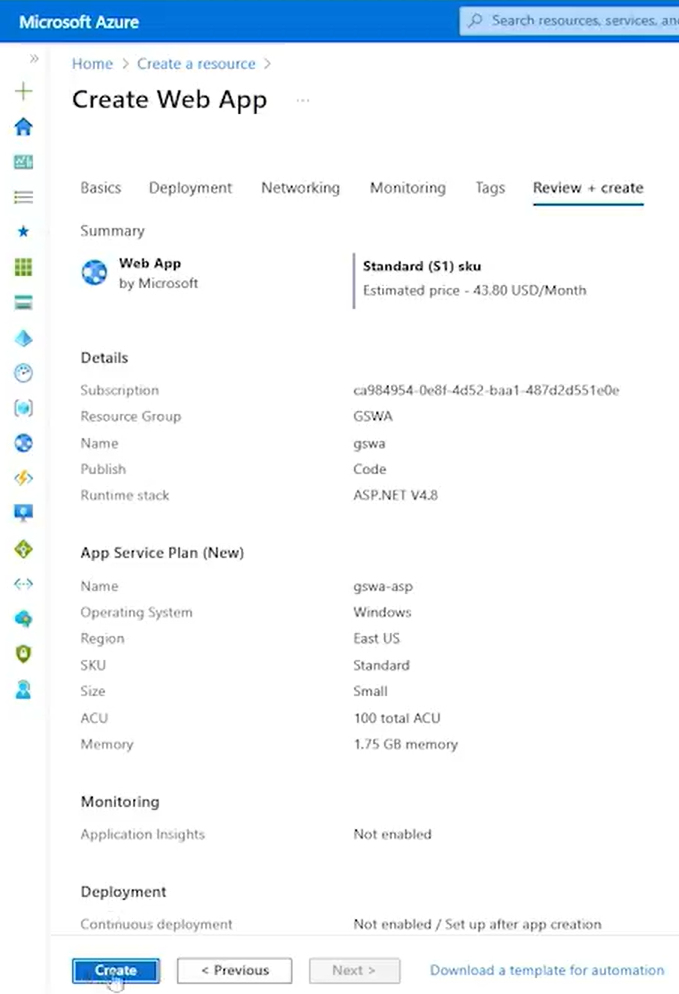 Microsoft Azure
Search resources, services, an
Home > Create a resource >
Create Web App ...
Basics Deployment Networking Monitoring Tags Review + create
Summary
Web App
by Microsoft
Standard (S1) sku
Estimated price - 43.80 USD/Month
Details
Subscription ca984954-0e8f-4d52-baa1-487d2d551e0e
Resource Group GSWA
Name gswa
Publish Code
Runtime stack ASP.NET V4.8
App Service Plan (New)
Name gswa-asp
Operating System Windows
Region East US
SKU Standard
Size Small
ACU 100 total ACU
Memory 1.75 GB memory
Monitoring
Application Insights Not enabled
Deployment
Continuous deployment Not enabled / Set up after app creation
Create < Previous Next > Download a template for automation